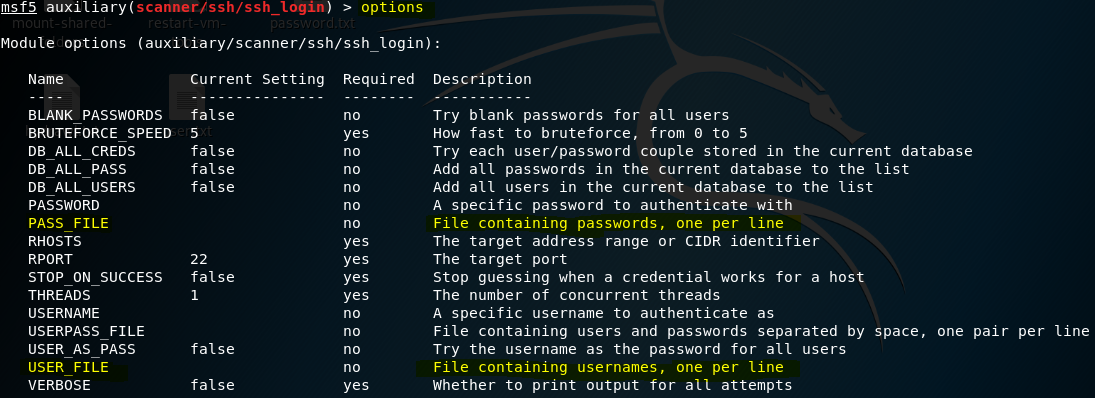 msf5 auxiliary(scanner/ssh/ssh_login) > options
mount-shared- restart-vm- password.txt
Module options (auxiliary/scanner/ssh/ssh_login):
Name Current Setting Required Description
---- --------------- -------- -----------
BLANK_PASSWORDS false no Try blank passwords for all users
BRUTEFORCE_SPEED 5 yes How fast to bruteforce, from 0 to 5
DB_ALL_CREDS false no Try each user/password couple stored in the current database
DB_ALL_PASS false no Add all passwords in the current database to the list
DB_ALL_USERS false no Add all users in the current database to the list
PASSWORD no A specific password to authenticate with
PASS_FILE no File containing passwords, one per line
RHOSTS yes The target address range or CIDR identifier
RPORT 22 yes The target port
STOP_ON_SUCCESS false yes Stop guessing when a credential works for a host
THREADS 1 yes The number of concurrent threads
USERNAME no A specific username to authenticate as
USERPASS_FILE no File containing users and passwords separated by space, one pair per line
USER_AS_PASS false no Try the username as the password for all users
USER_FILE no File containing usernames, one per line
VERBOSE false yes Whether to print output for all attempts